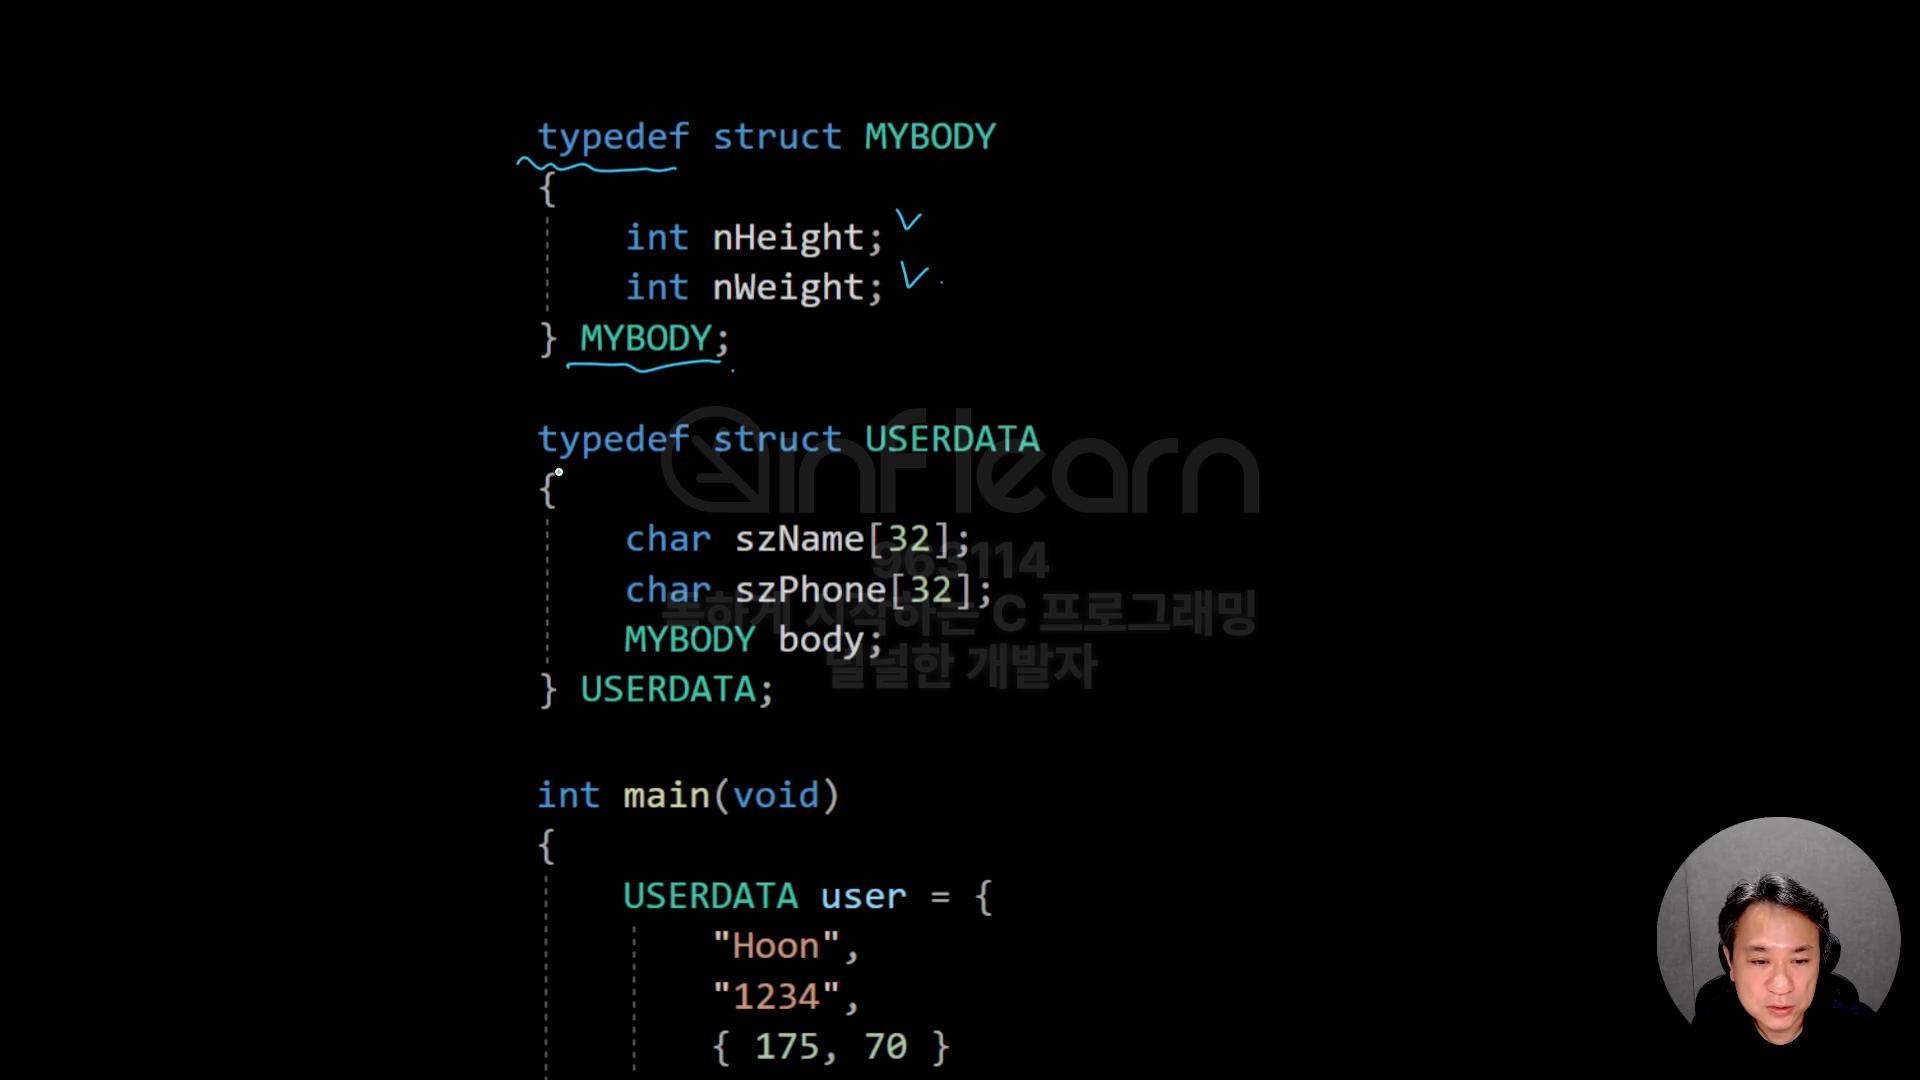 typedef struct MYBODY
{
int nHeight;
int nWeight;
} MYBODY;
typedef struct USERDATA
{
inflearn
char szName[32];
963114
char szPhone[32];
독하게 시작하는 C 프로그래밍
MYBODY body;
널널한 개발자
} USERDATA;
int main(void)
{
USERDATA user = {
"Hoon",
"1234",
{ 175, 70 }